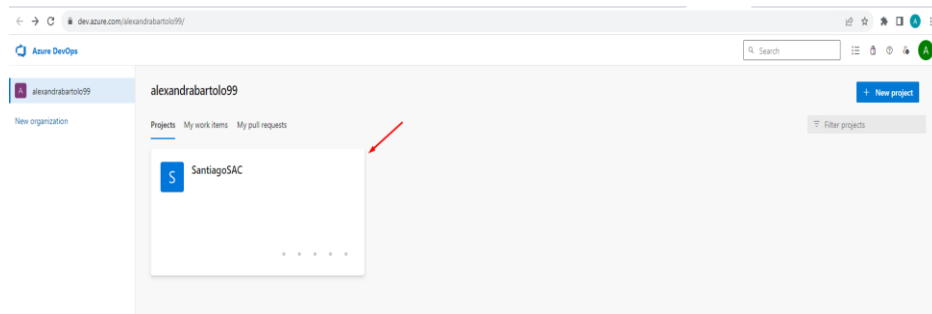 dev.azure.com/alexandrabartolo99/
Azure DevOps
Search
A
A alexandrabartolo99
alexandrabartolo99
+ New project
New organization
Projects My work items My pull requests
Filter projects
S SantiagoSAC